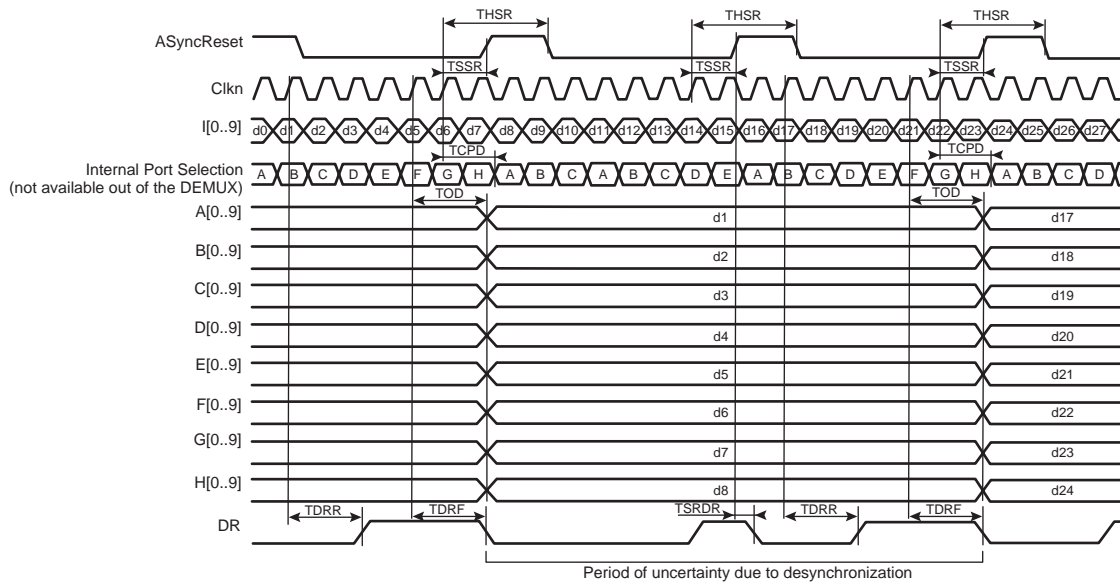 THSR THSR THSR
ASyncReset
TSSR TSSR TSSR
Clkn
I[0..9] d0 d1 d2 d3 d4 d5 d6 d7 d8 d9 d10 d11 d12 d13 d14 d15 d16 d17 d18 d19 d20 d21 d22 d23 d24 d25 d26 d27
TCPD TCPD
Internal Port Selection A B C D E F G H A B C A B C D E A B C D E F G H A B C D
(not available out of the DEMUX)
TOD TOD
A[0..9] d1 d17
B[0..9] d2 d18
C[0..9] d3 d19
D[0..9] d4 d20
E[0..9] d5 d21
F[0..9] d6 d22
G[0..9] d7 d23
H[0..9] d8 d24
TDRR TDRF TSRDR TDRR TDRF
DR
Period of uncertainty due to desynchronization